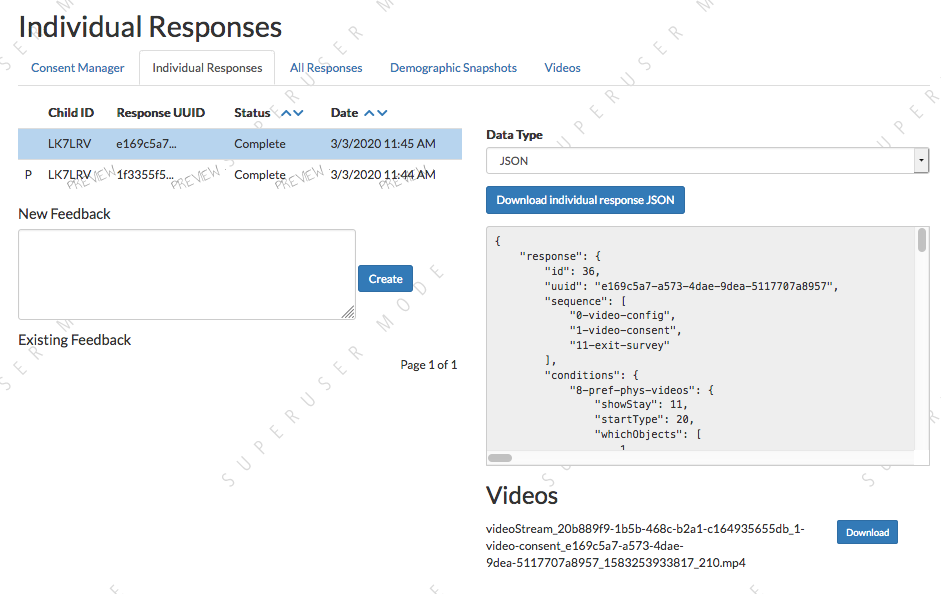 Individual Responses
Consent Manager Individual Responses All Responses Demographic Snapshots Videos
Child ID Response UUID Status Date
LK7LRV e169c5a7... Complete 3/3/2020 11:45 AM
P LK7LRV 1f3355f5... Complete 3/3/2020 11:44 AM
PREVIEW PREVIEW PREVIEW PREVIEW
New Feedback
Create
Existing Feedback
Page 1 of 1
Data Type
JSON
Download individual response JSON
{
"response": {
"id": 36,
"uuid": "e169c5a7-a573-4dae-9dea-5117707a8957",
"sequence": [
"0-video-config",
"1-video-consent",
"11-exit-survey"
],
"conditions": {
"8-pref-phys-videos": {
"showStay": 11,
"startType": 20,
"whichObjects": [
1
Videos
videoStream_20b889f9-1b5b-468c-b2a1-c164935655db_1-
video-consent_e169c5a7-a573-4dae-
9dea-5117707a8957_1583253933817_210.mp4
Download
SUPERUSER MODE